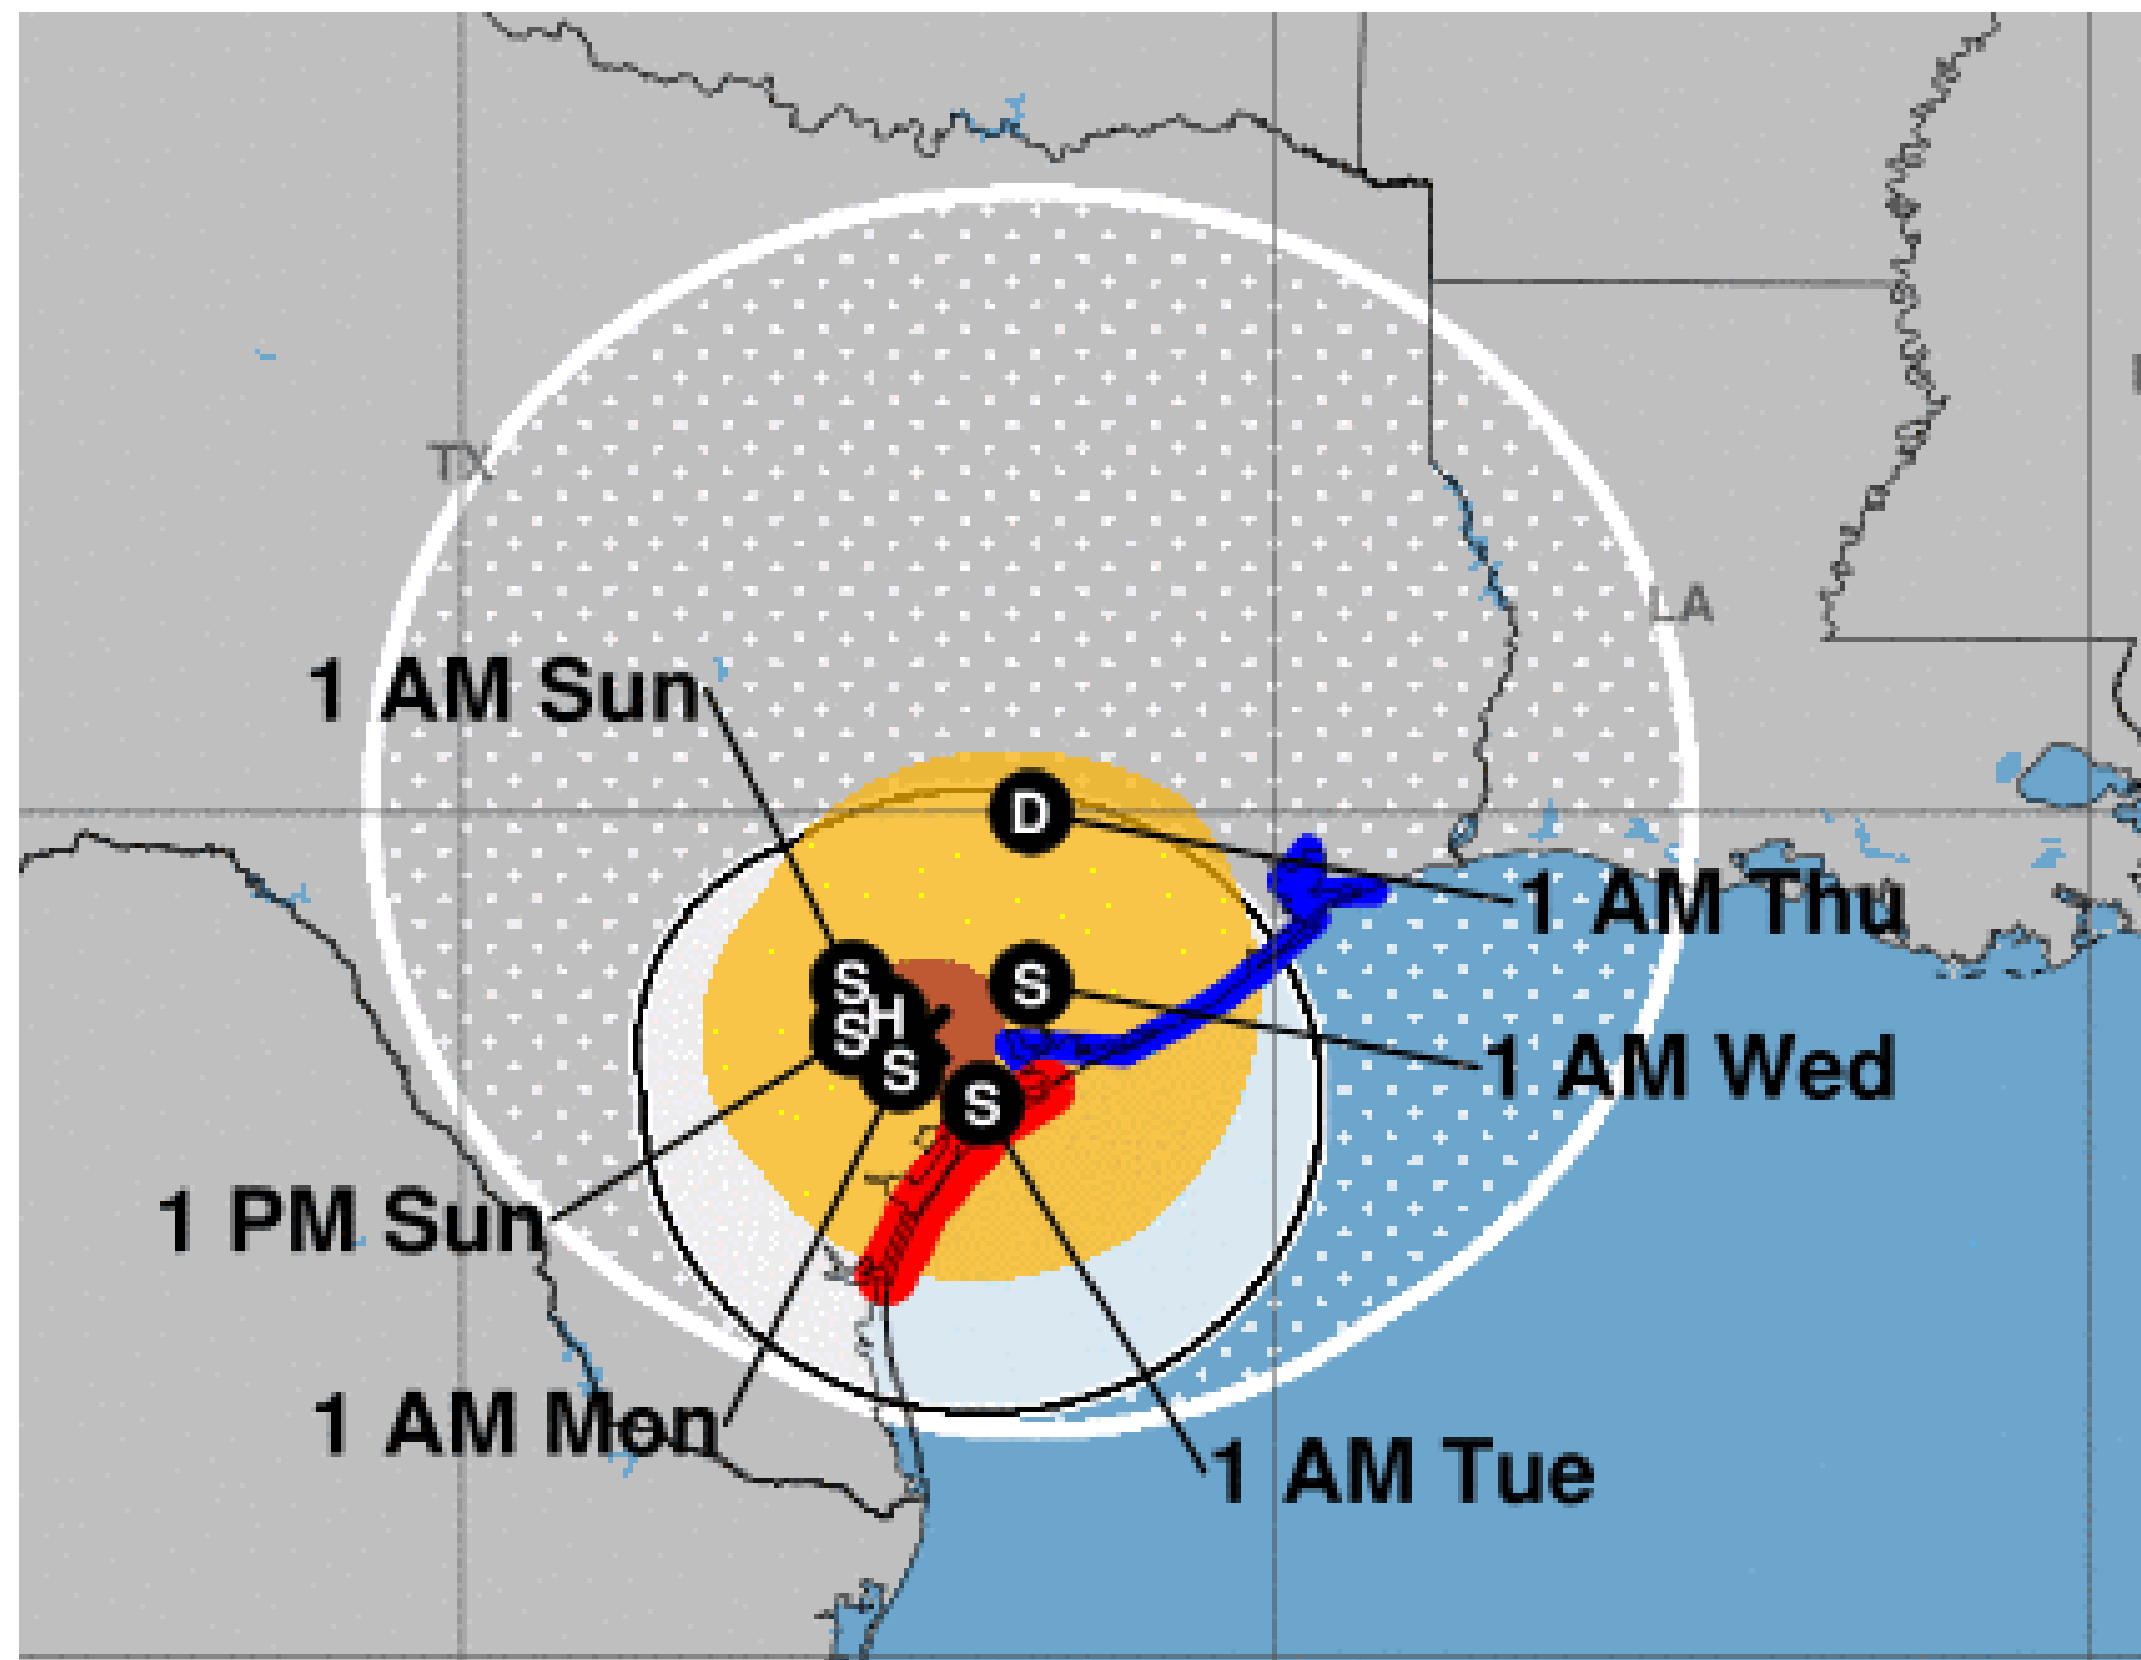 TX
LA
1 AM Sun
D
1 AM Thu
S
H
S
S
S
S
1 AM Wed
1 PM Sun
1 AM Mon
1 AM Tue